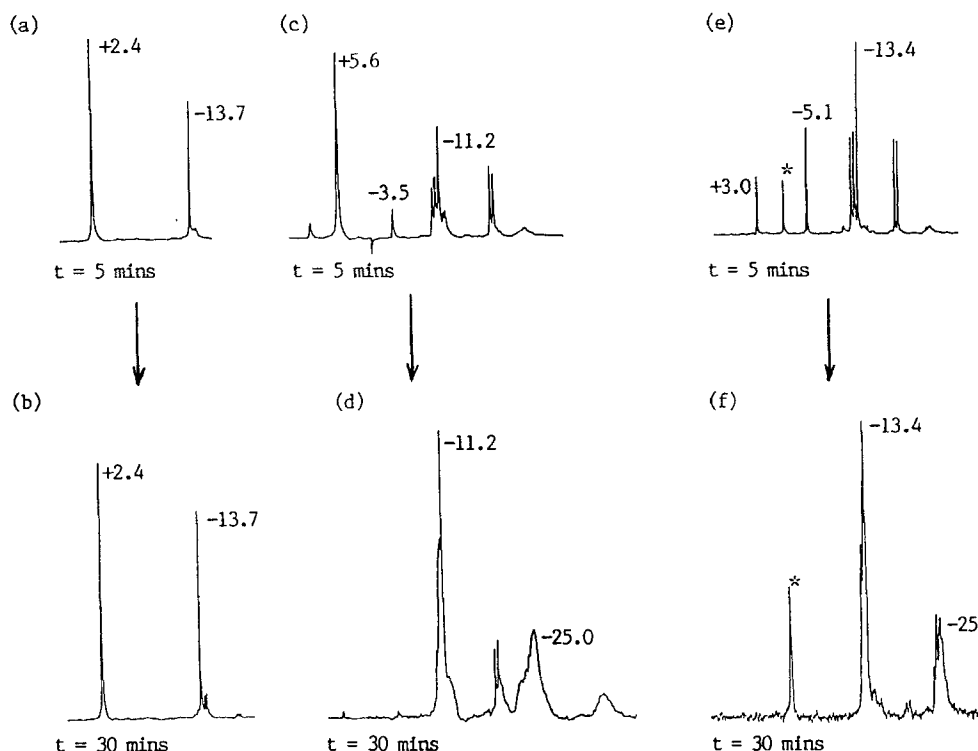 (a)
+2.4
-13.7
t = 5 mins
(b)
+2.4
-13.7
t = 30 mins
(c)
+5.6
-3.5
-11.2
t = 5 mins
(d)
-11.2
-25.0
t = 30 mins
(e)
+3.0
*
-5.1
-13.4
t = 5 mins
(f)
*
-13.4
-25
t = 30 mins